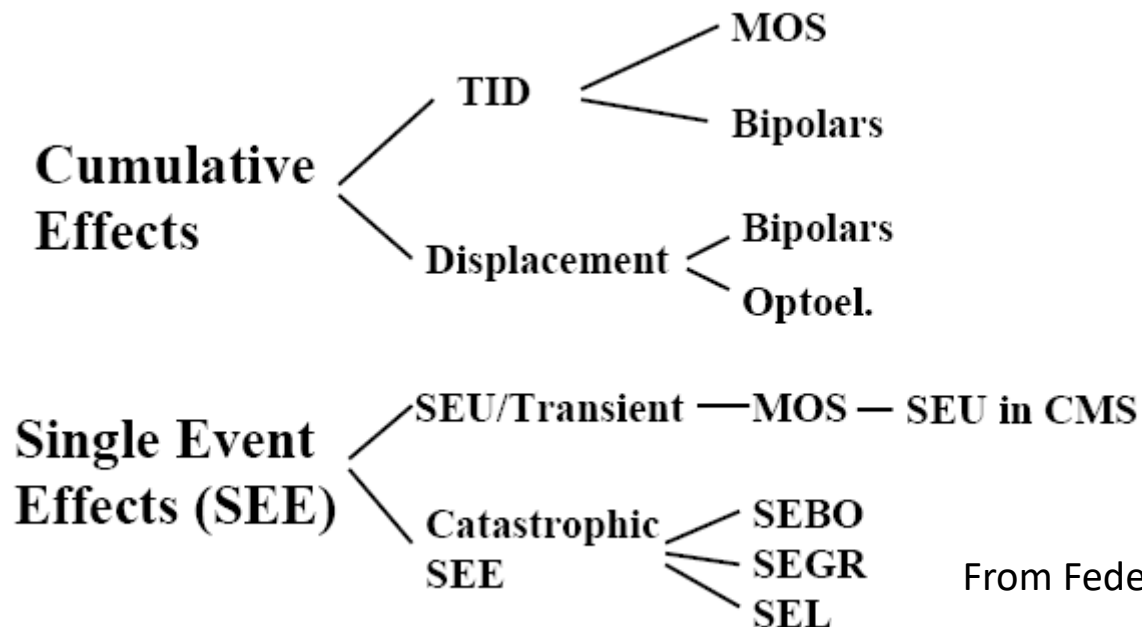 MOS
TID
Bipolars
Cumulative
Effects
Bipolars
Displacement
Optoel.
SEU/Transient
MOS
SEU in CMS
Single Event
Effects (SEE)
Catastrophic
SEE
SEBO
SEGR
SEL
From Fede